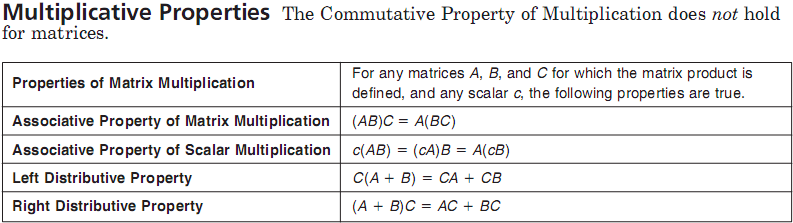 Multiplicative Properties The Commutative Property of Multiplication does not hold
for matrices.
Properties of Matrix Multiplication
For any matrices A, B, and C for which the matrix product is
defined, and any scalar c, the following properties are true.
Associative Property of Matrix Multiplication (AB)C = A(BC)
Associative Property of Scalar Multiplication c(AB) = (cA)B = A(cB)
Left Distributive Property C(A + B) = CA + CB
Right Distributive Property (A + B)C = AC + BC